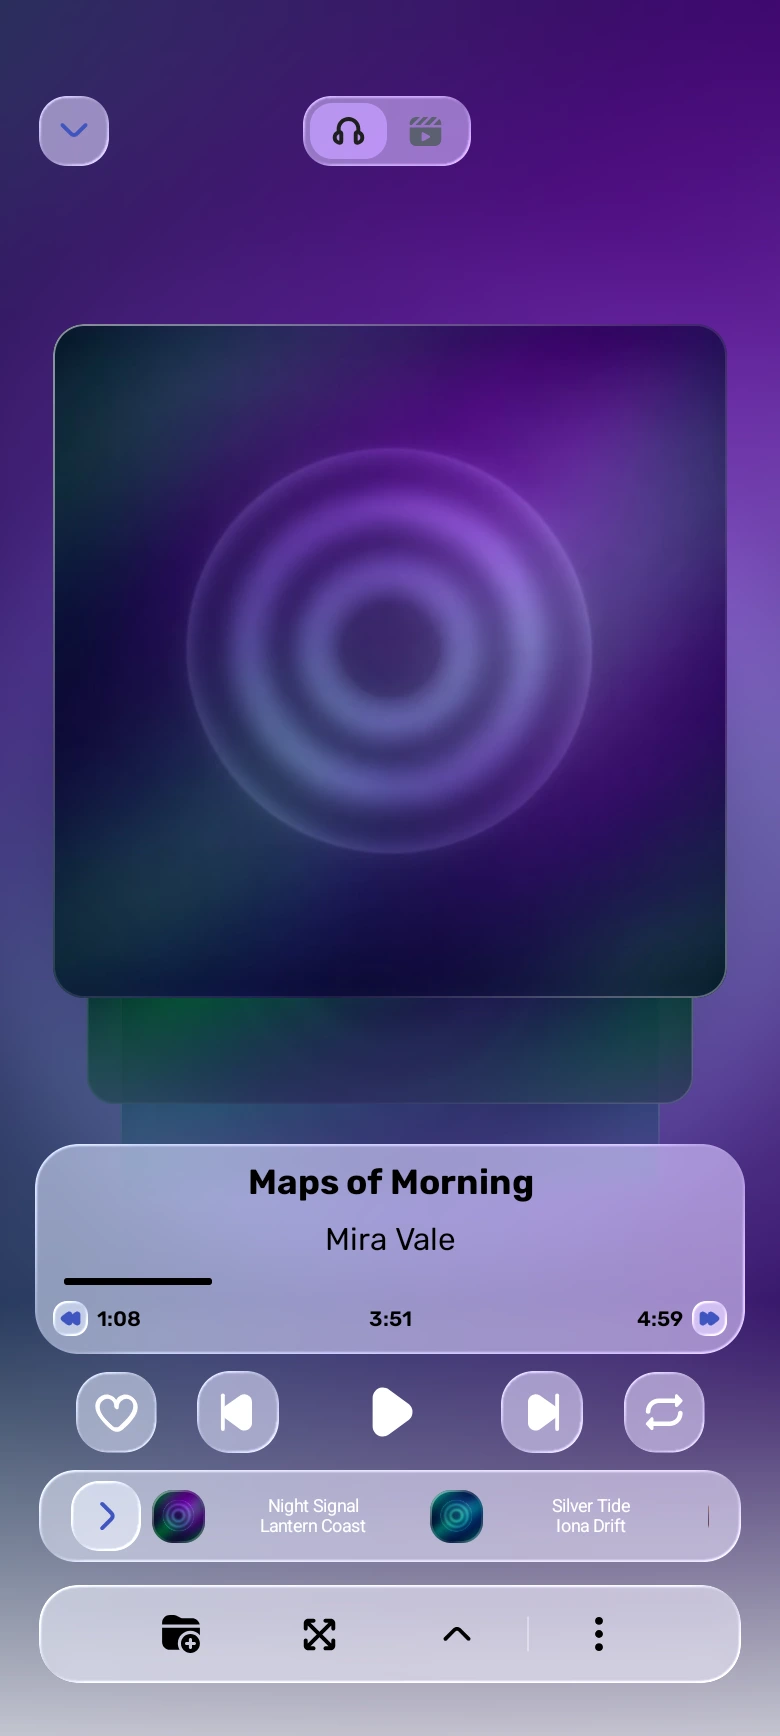 Maps of Morning
Mira Vale
1:08 3:51 4:59
Night Signal
Lantern Coast
Silver Tide
Iona Drift